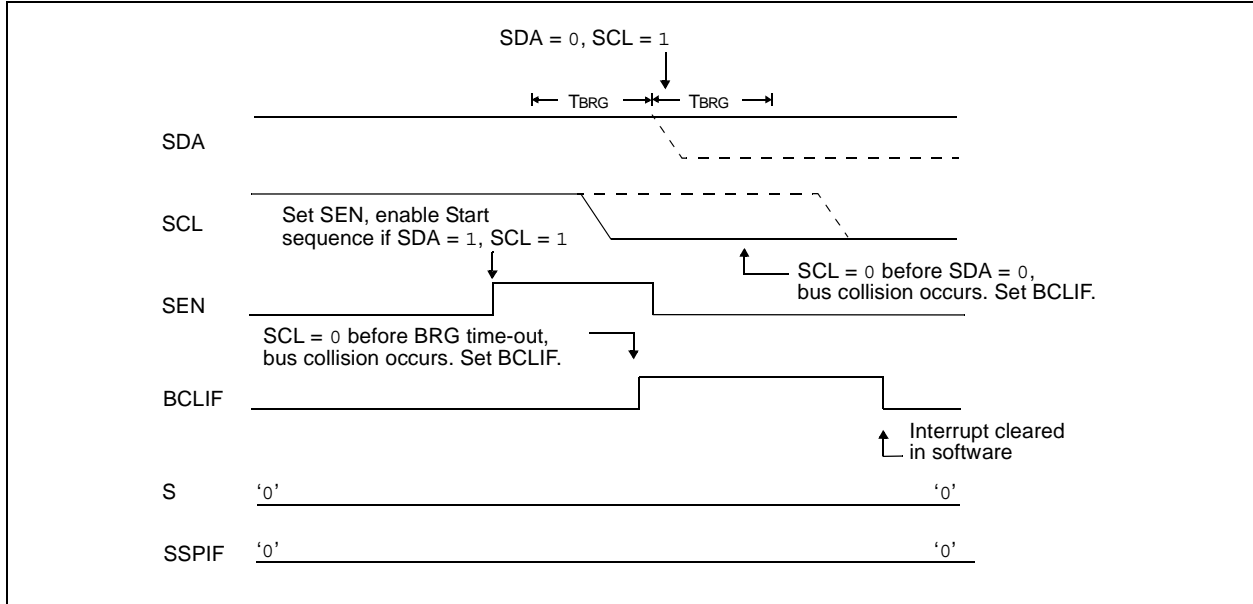 SDA = 0, SCL = 1
TBRG TBRG
SDA
SCL
Set SEN, enable Start
sequence if SDA = 1, SCL = 1
SCL = 0 before SDA = 0,
bus collision occurs. Set BCLIF.
SEN
SCL = 0 before BRG time-out,
bus collision occurs. Set BCLIF.
BCLIF
Interrupt cleared
in software
S
‘0’ ‘0’
SSPIF
‘0’ ‘0’